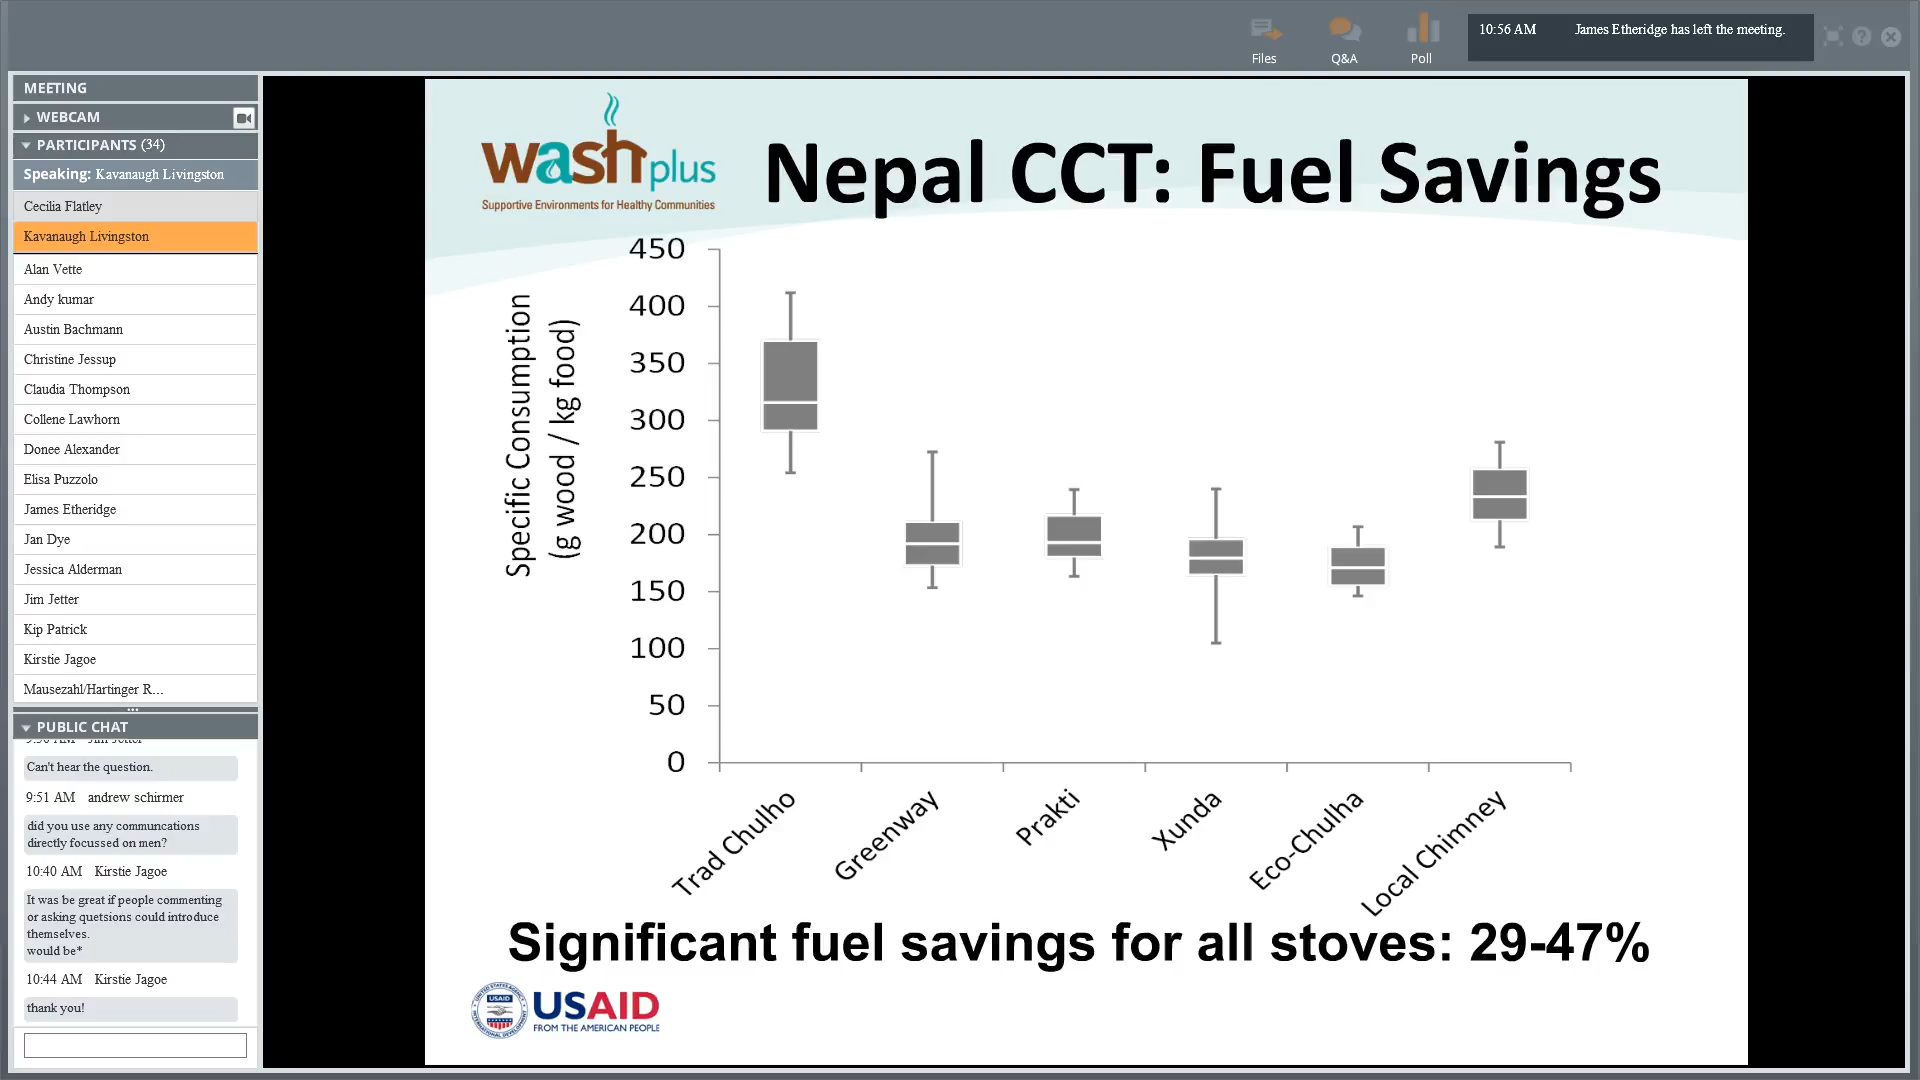 Files
Q&A
Poll
10:56 AM James Etheridge has left the meeting.
MEETING
WEBCAM
PARTICIPANTS (34)
Speaking: Kavanaugh Livingston
Cecilia Flatley
Kavanaugh Livingston
Alan Vette
Andy kumar
Austin Bachmann
Christine Jessup
Claudia Thompson
Collene Lawhorn
Donee Alexander
Elisa Puzzolo
James Etheridge
Jan Dye
Jessica Alderman
Jim Jetter
Kip Patrick
Kirstie Jagoe
Mausezahl/Hartinger R...
PUBLIC CHAT
Can't hear the question.
9:51 AM andrew schirmer
did you use any communcations
directly focussed on men?
10:40 AM Kirstie Jagoe
It was be great if people commenting
or asking quetsions could introduce
themselves.
would be*
10:44 AM Kirstie Jagoe
thank you!
wash plus
Supportive Environments for Healthy Communities
Nepal CCT: Fuel Savings
Specific Consumption
(g wood / kg food)
450
400
350
300
250
200
150
100
50
0
Trad Chulho
Greenway
Prakti
Xunda
Eco-Chulha
Local Chimney
Significant fuel savings for all stoves: 29-47%
USAID
USAID
FROM THE AMERICAN PEOPLE